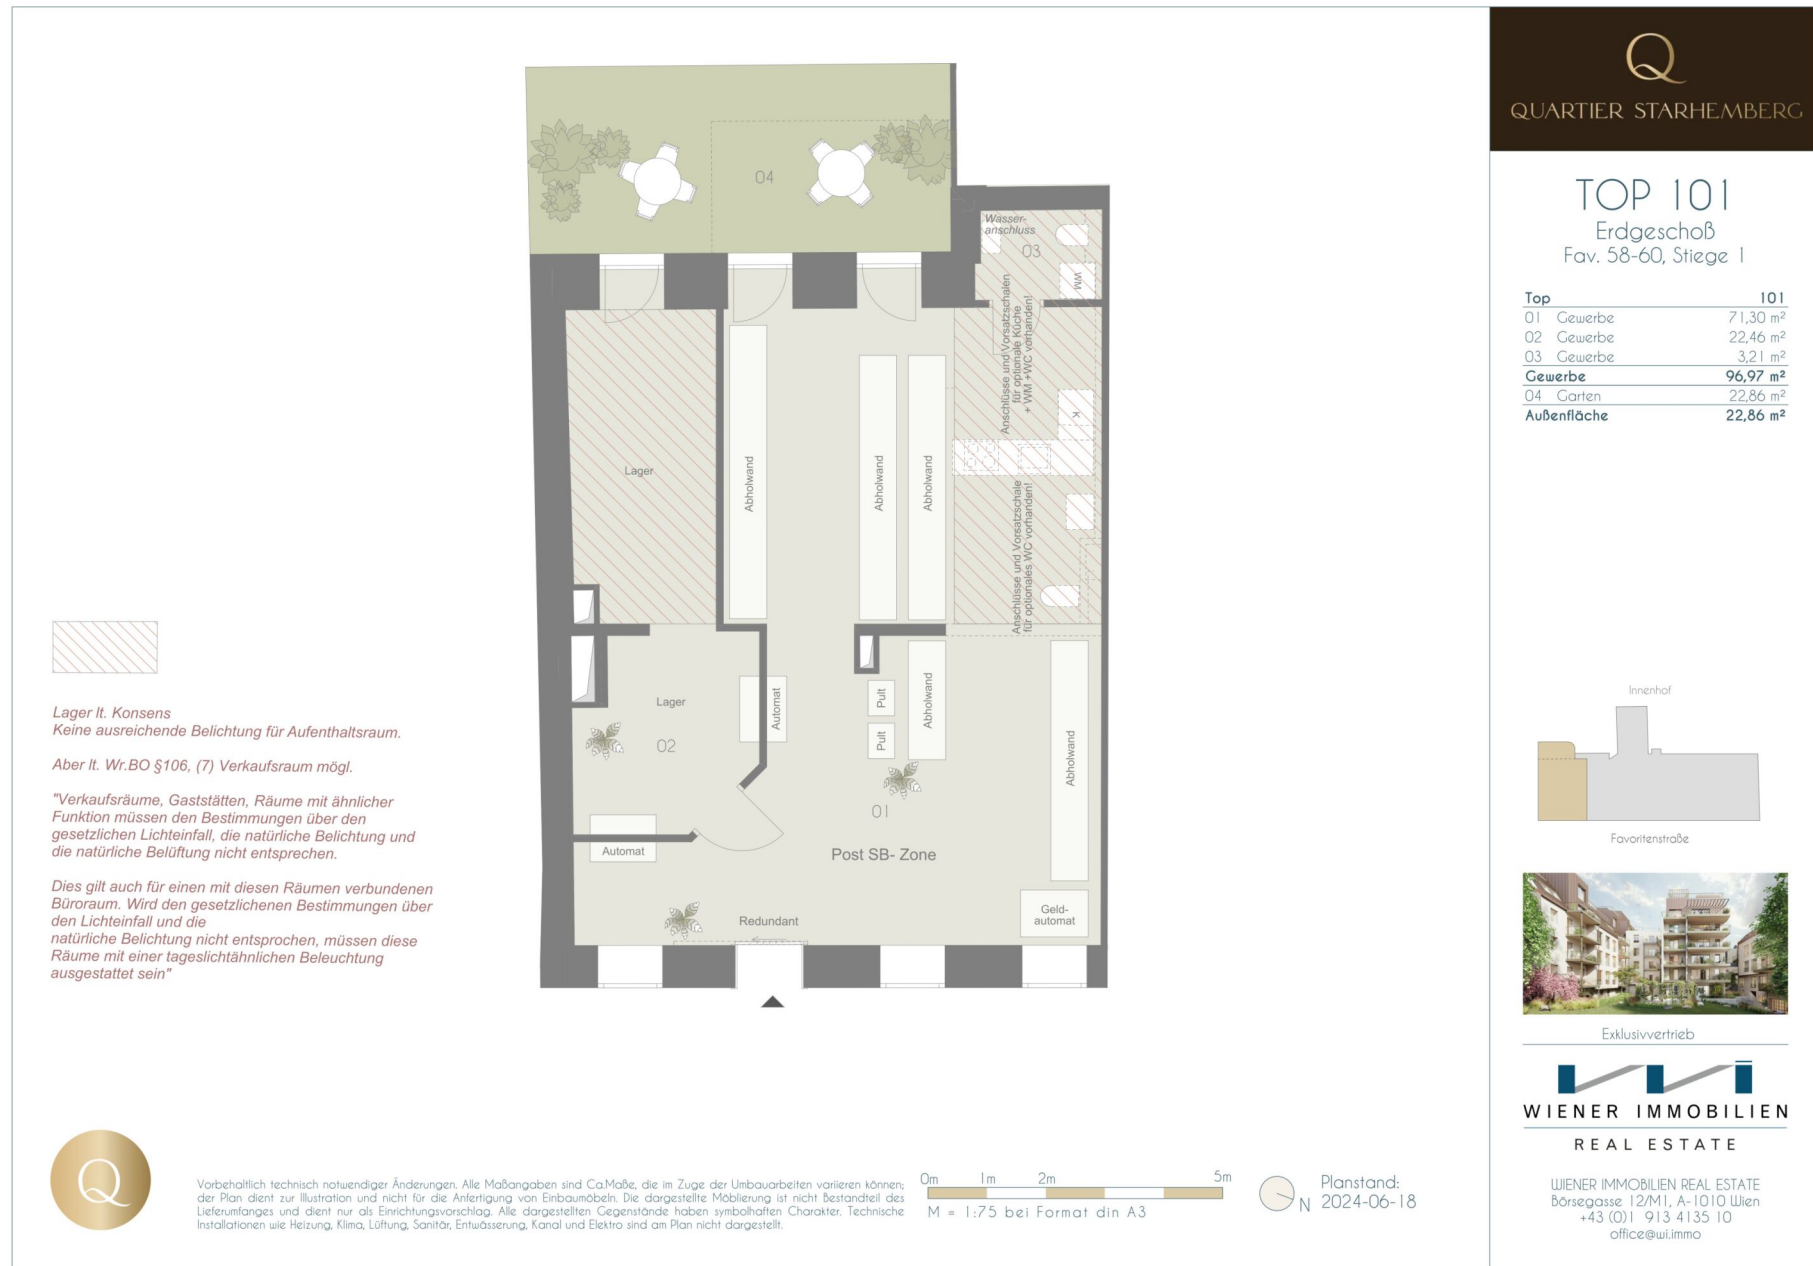 Q
QUARTIER STARHEMBERG
TOP 101
Erdgeschoß
Fav. 58-60, Stiege 1
Top 101
01 Gewerbe 71,30 m²
02 Gewerbe 22,46 m²
03 Gewerbe 3,21 m²
Gewerbe 96,97 m²
04 Garten 22,86 m²
Außenfläche 22,86 m²
04
Wasser-
anschluss
03
WM
Anschlüsse und Vorsatzschalen
für optionale Küche
+ WM +WC vorhanden!
K
Lager
Abholwand
Abholwand
Abholwand
Anschlüsse und Vorsatzschale
für optionales WC vorhanden!
Lager
02
Automat
Pult
Pult
Abholwand
Abholwand
01
Post SB- Zone
Automat
Redundant
Geld-
automat
Lager lt. Konsens
Keine ausreichende Belichtung für Aufenthaltsraum.
Aber lt. Wr.BO §106, (7) Verkaufsraum mögl.
"Verkaufsräume, Gaststätten, Räume mit ähnlicher
Funktion müssen den Bestimmungen über den
gesetzlichen Lichteinfall, die natürliche Belichtung und
die natürliche Belüftung nicht entsprechen.
Dies gilt auch für einen mit diesen Räumen verbundenen
Büroraum. Wird den gesetzlichenen Bestimmungen über
den Lichteinfall und die
natürliche Belichtung nicht entsprochen, müssen diese
Räume mit einer tageslichtähnlichen Beleuchtung
ausgestattet sein"
Innenhof
Favoritenstraße
Exklusivvertrieb
WIENER IMMOBILIEN
REAL ESTATE
WIENER IMMOBILIEN REAL ESTATE
Börsegasse 12/M1, A-1010 Wien
+43 (0)1 913 4135 10
office@wi.immo
Q
Vorbehaltlich technisch notwendiger Änderungen. Alle Maßangaben sind Ca.Maße, die im Zuge der Umbauarbeiten variieren können;
der Plan dient zur Illustration und nicht für die Anfertigung von Einbaumöbeln. Die dargestellte Möblierung ist nicht Bestandteil des
Lieferumfanges und dient nur als Einrichtungsvorschlag. Alle dargestellten Gegenstände haben symbolhaften Charakter. Technische
Installationen wie Heizung, Klima, Lüftung, Sanitär, Entwässerung, Kanal und Elektro sind am Plan nicht dargestellt.
0m 1m 2m 5m
M = 1:75 bei Format din A3
N
Planstand:
2024-06-18